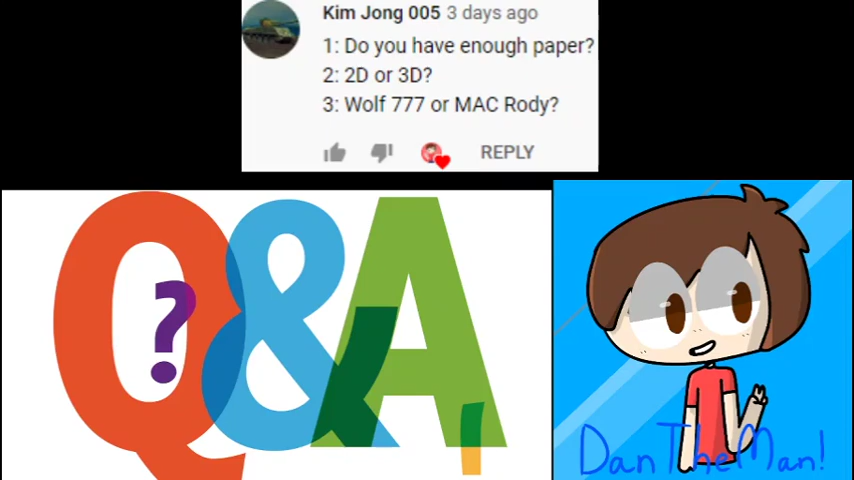 Kim Jong 005 3 days ago
1: Do you have enough paper?
2: 2D or 3D?
3: Wolf 777 or MAC Rody?
REPLY
Q&A
?
DanTheMan!